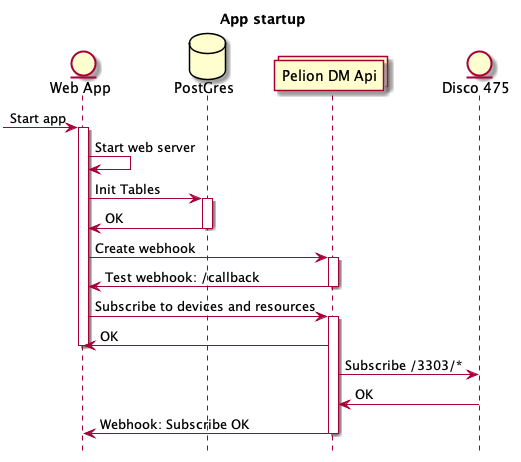 App startup
Web App
PostGres
Pelion DM Api
Disco 475
Start app
Start web server
Init Tables
OK
Create webhook
Test webhook: /callback
Subscribe to devices and resources
OK
Subscribe /3303/*
OK
Webhook: Subscribe OK